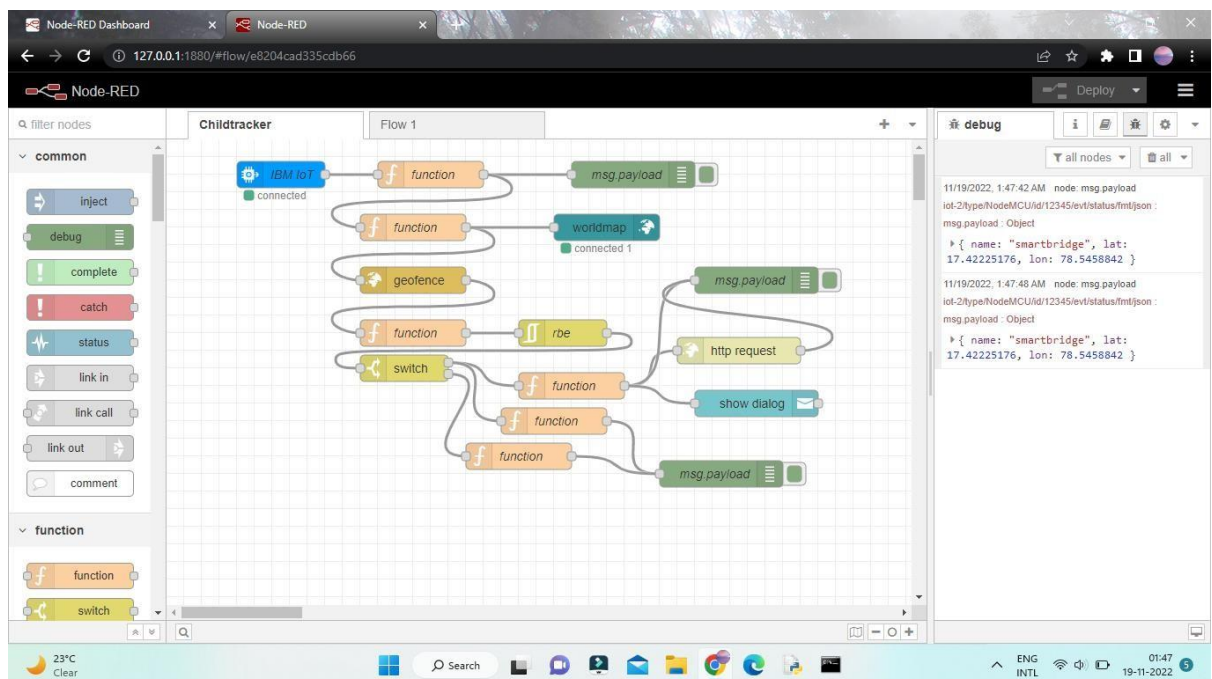 Node-RED Dashboard
Node-RED
127.0.0.1:1880/#flow/e8204cad335cdb66
Node-RED
Deploy
filter nodes
Childtracker
Flow 1
debug
i
common
all nodes
all
inject
debug
complete
catch
status
link in
link call
link out
comment
function
function
switch
IBM IoT
connected
function
msg.payload
function
worldmap
connected 1
geofence
msg.payload
function
rbe
http request
switch
function
show dialog
function
function
msg.payload
11/19/2022, 1:47:42 AM node: msg.payload
iot-2/type/NodeMCU/id/12345/evt/status/fmt/json :
msg.payload : Object
{ name: "smartbridge", lat:
17.42225176, lon: 78.5458842 }
11/19/2022, 1:47:48 AM node: msg.payload
iot-2/type/NodeMCU/id/12345/evt/status/fmt/json :
msg.payload : Object
{ name: "smartbridge", lat:
17.42225176, lon: 78.5458842 }
23°C
Clear
Search
ENG
INTL
01:47
19-11-2022
5